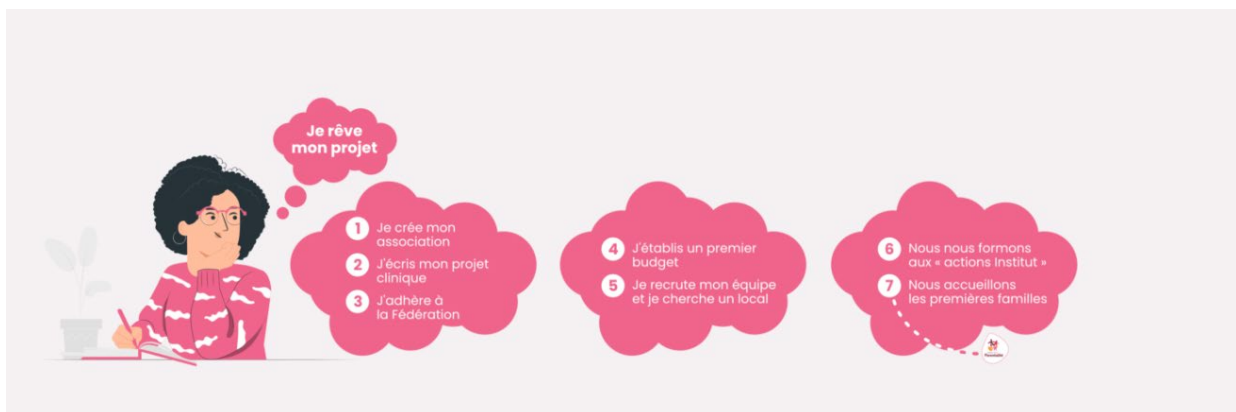 Je rêve
mon projet
1 Je crée mon
association
2 J'écris mon projet
clinique
3 J'adhère à
la Fédération
4 J'établis un premier
budget
5 Je recrute mon équipe
et je cherche un local
6 Nous nous formons
aux « actions Institut »
7 Nous accueillons
les premières familles